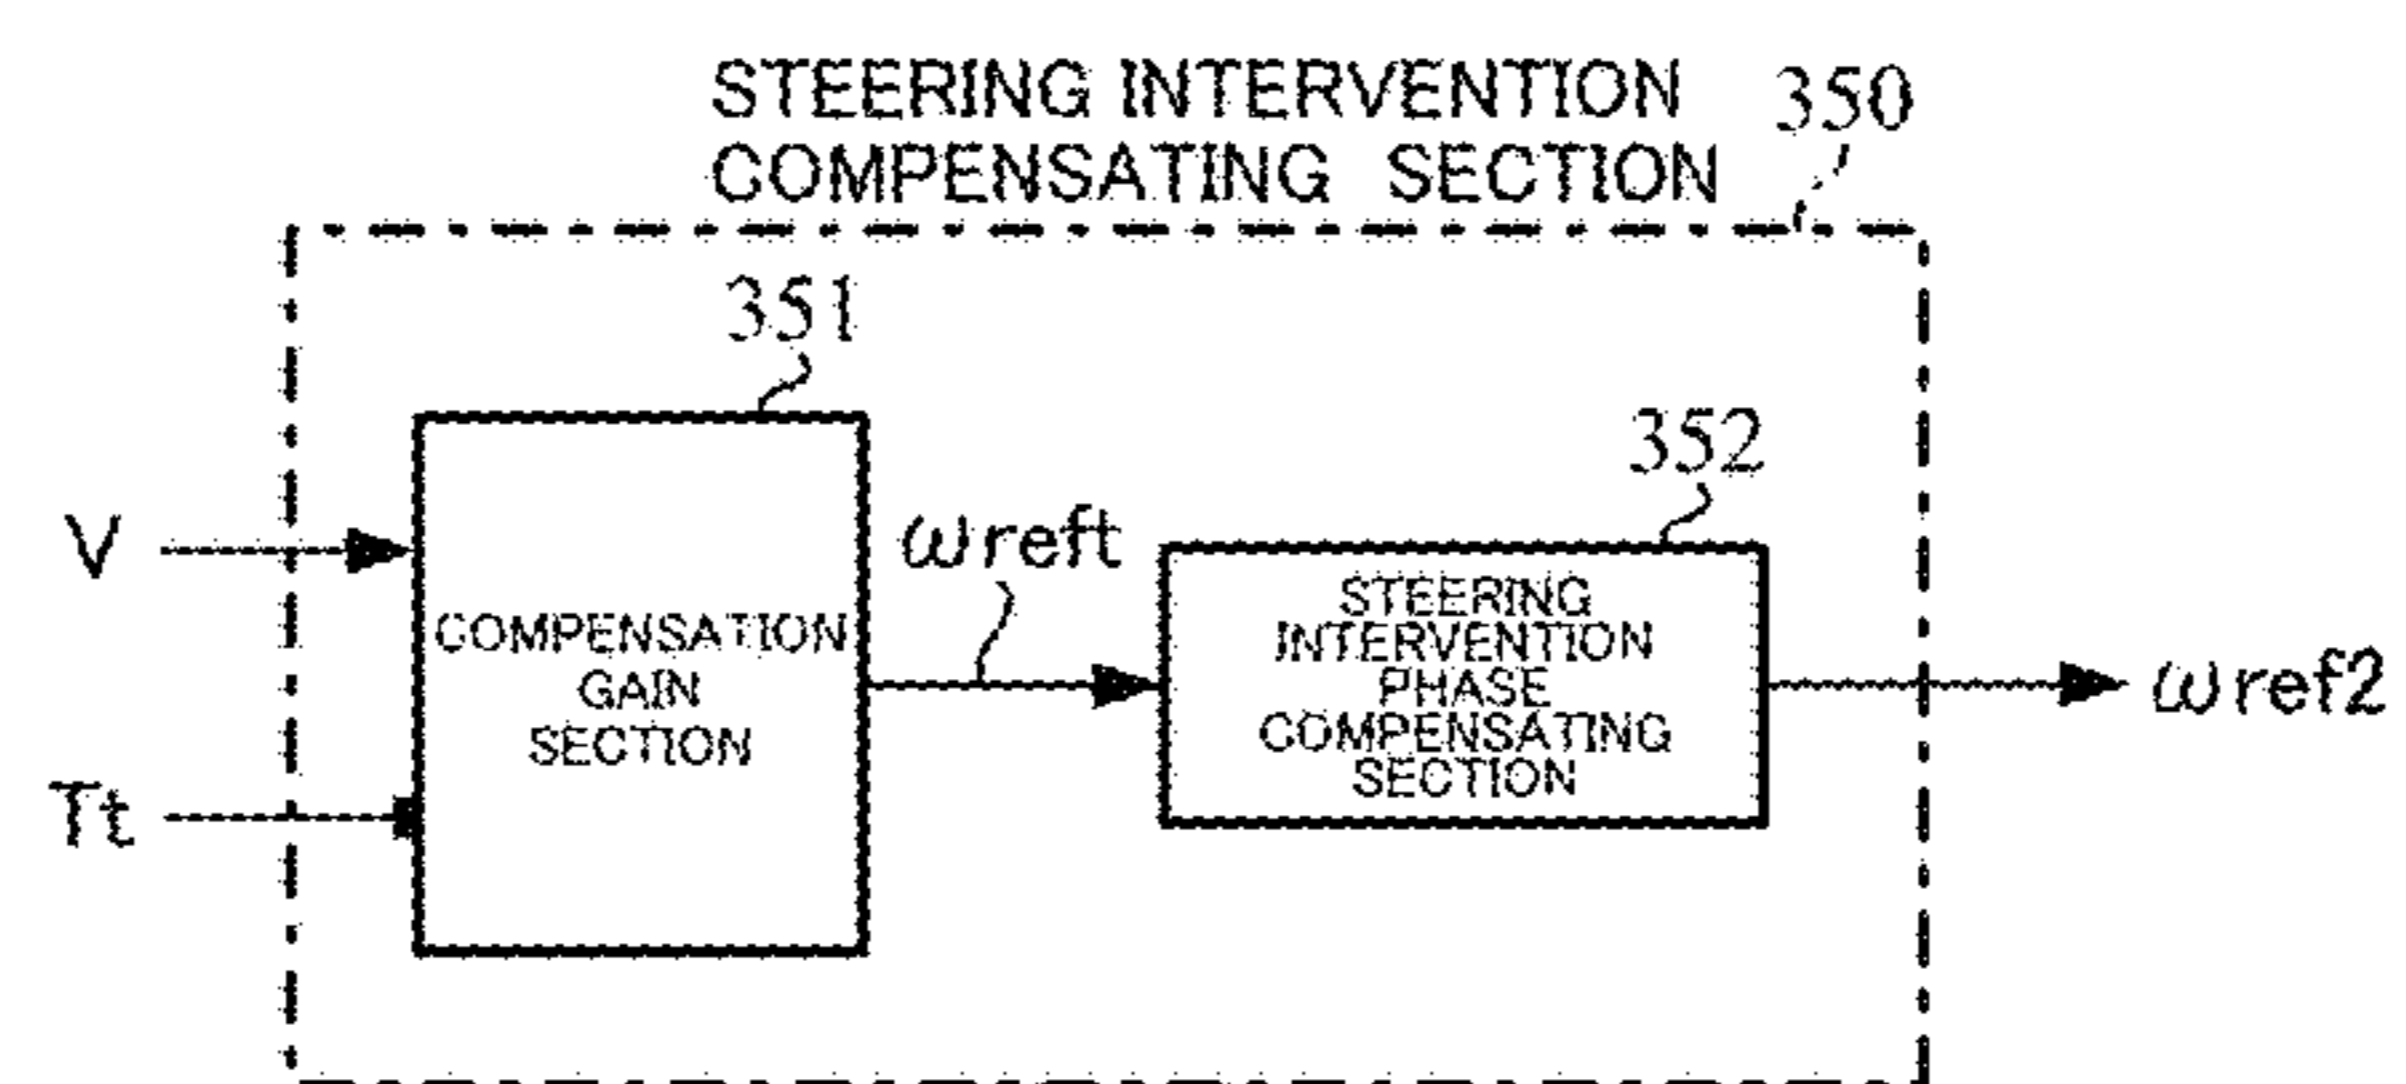 STEERING INTERVENTION
COMPENSATING SECTION
350
351
352
V
ωreft
COMPENSATION
GAIN
SECTION
STEERING
INTERVENTION
PHASE
COMPENSATING
SECTION
ωref2
Tt